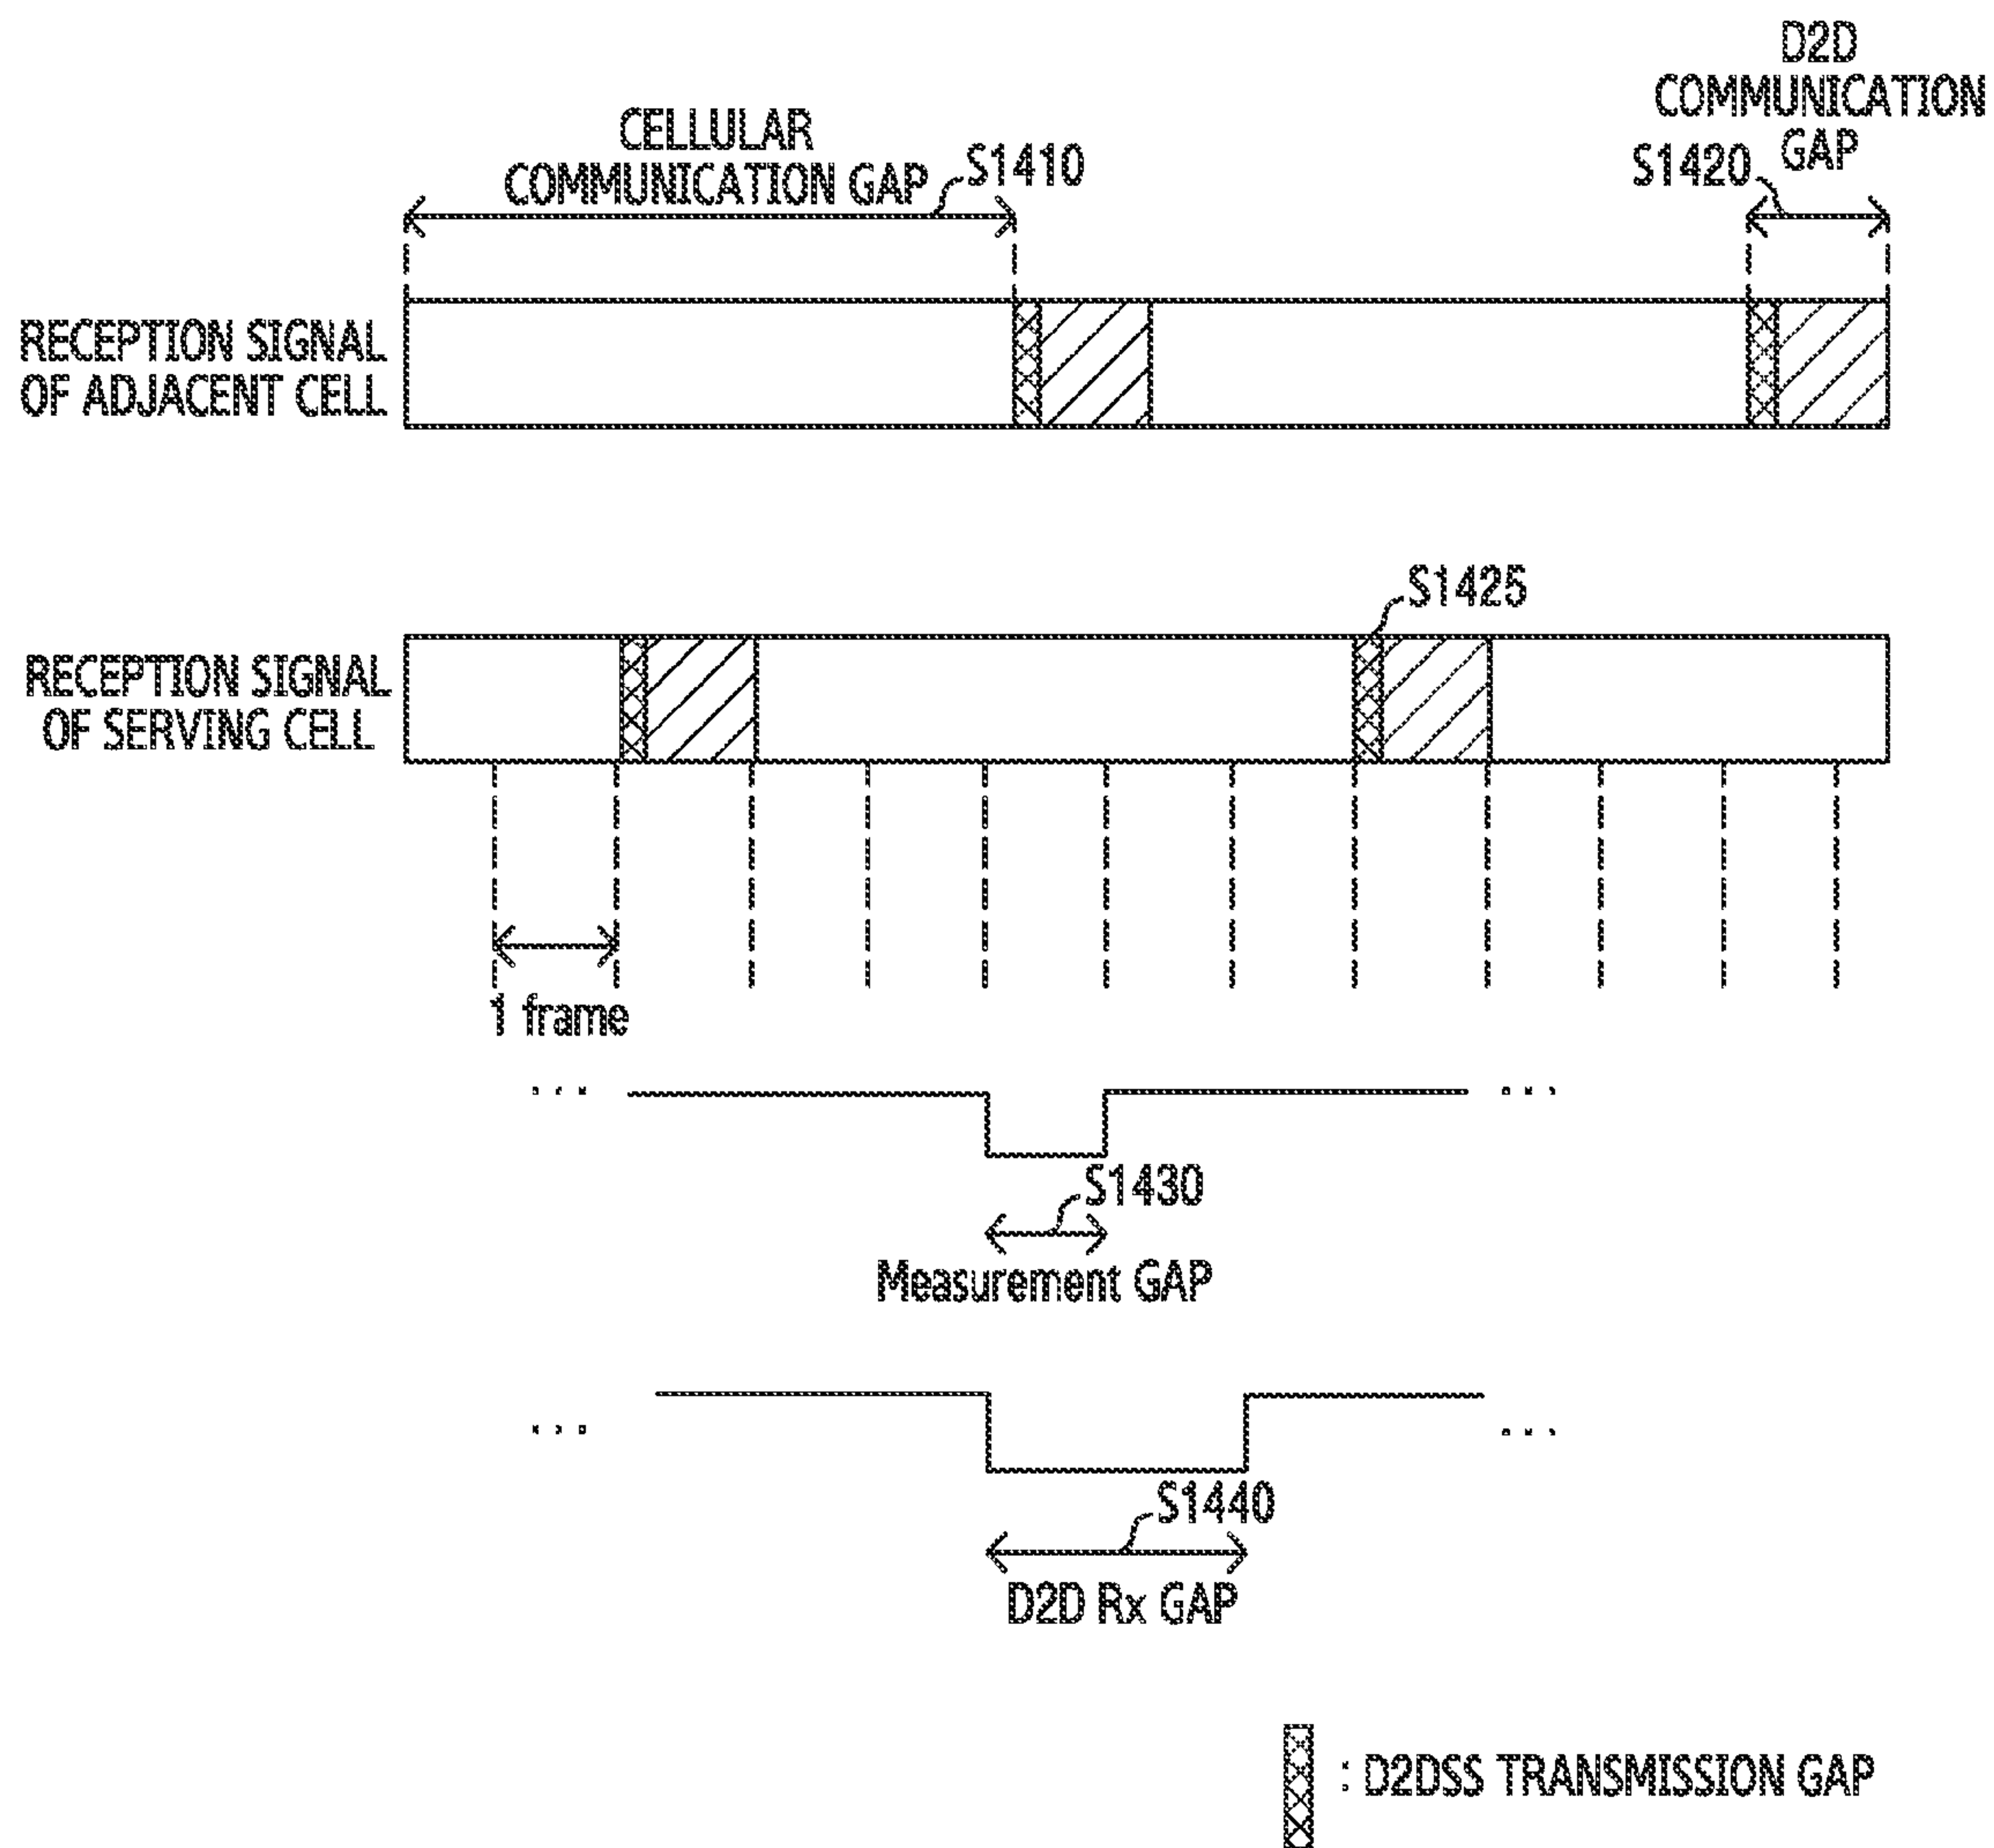 D2D
COMMUNICATION
GAP
S1420
CELLULAR
COMMUNICATION GAP
S1410
RECEPTION SIGNAL
OF ADJACENT CELL
S1425
RECEPTION SIGNAL
OF SERVING CELL
1 frame
...
...
S1430
Measurement GAP
...
...
S1440
D2D Rx GAP
: D2DSS TRANSMISSION GAP